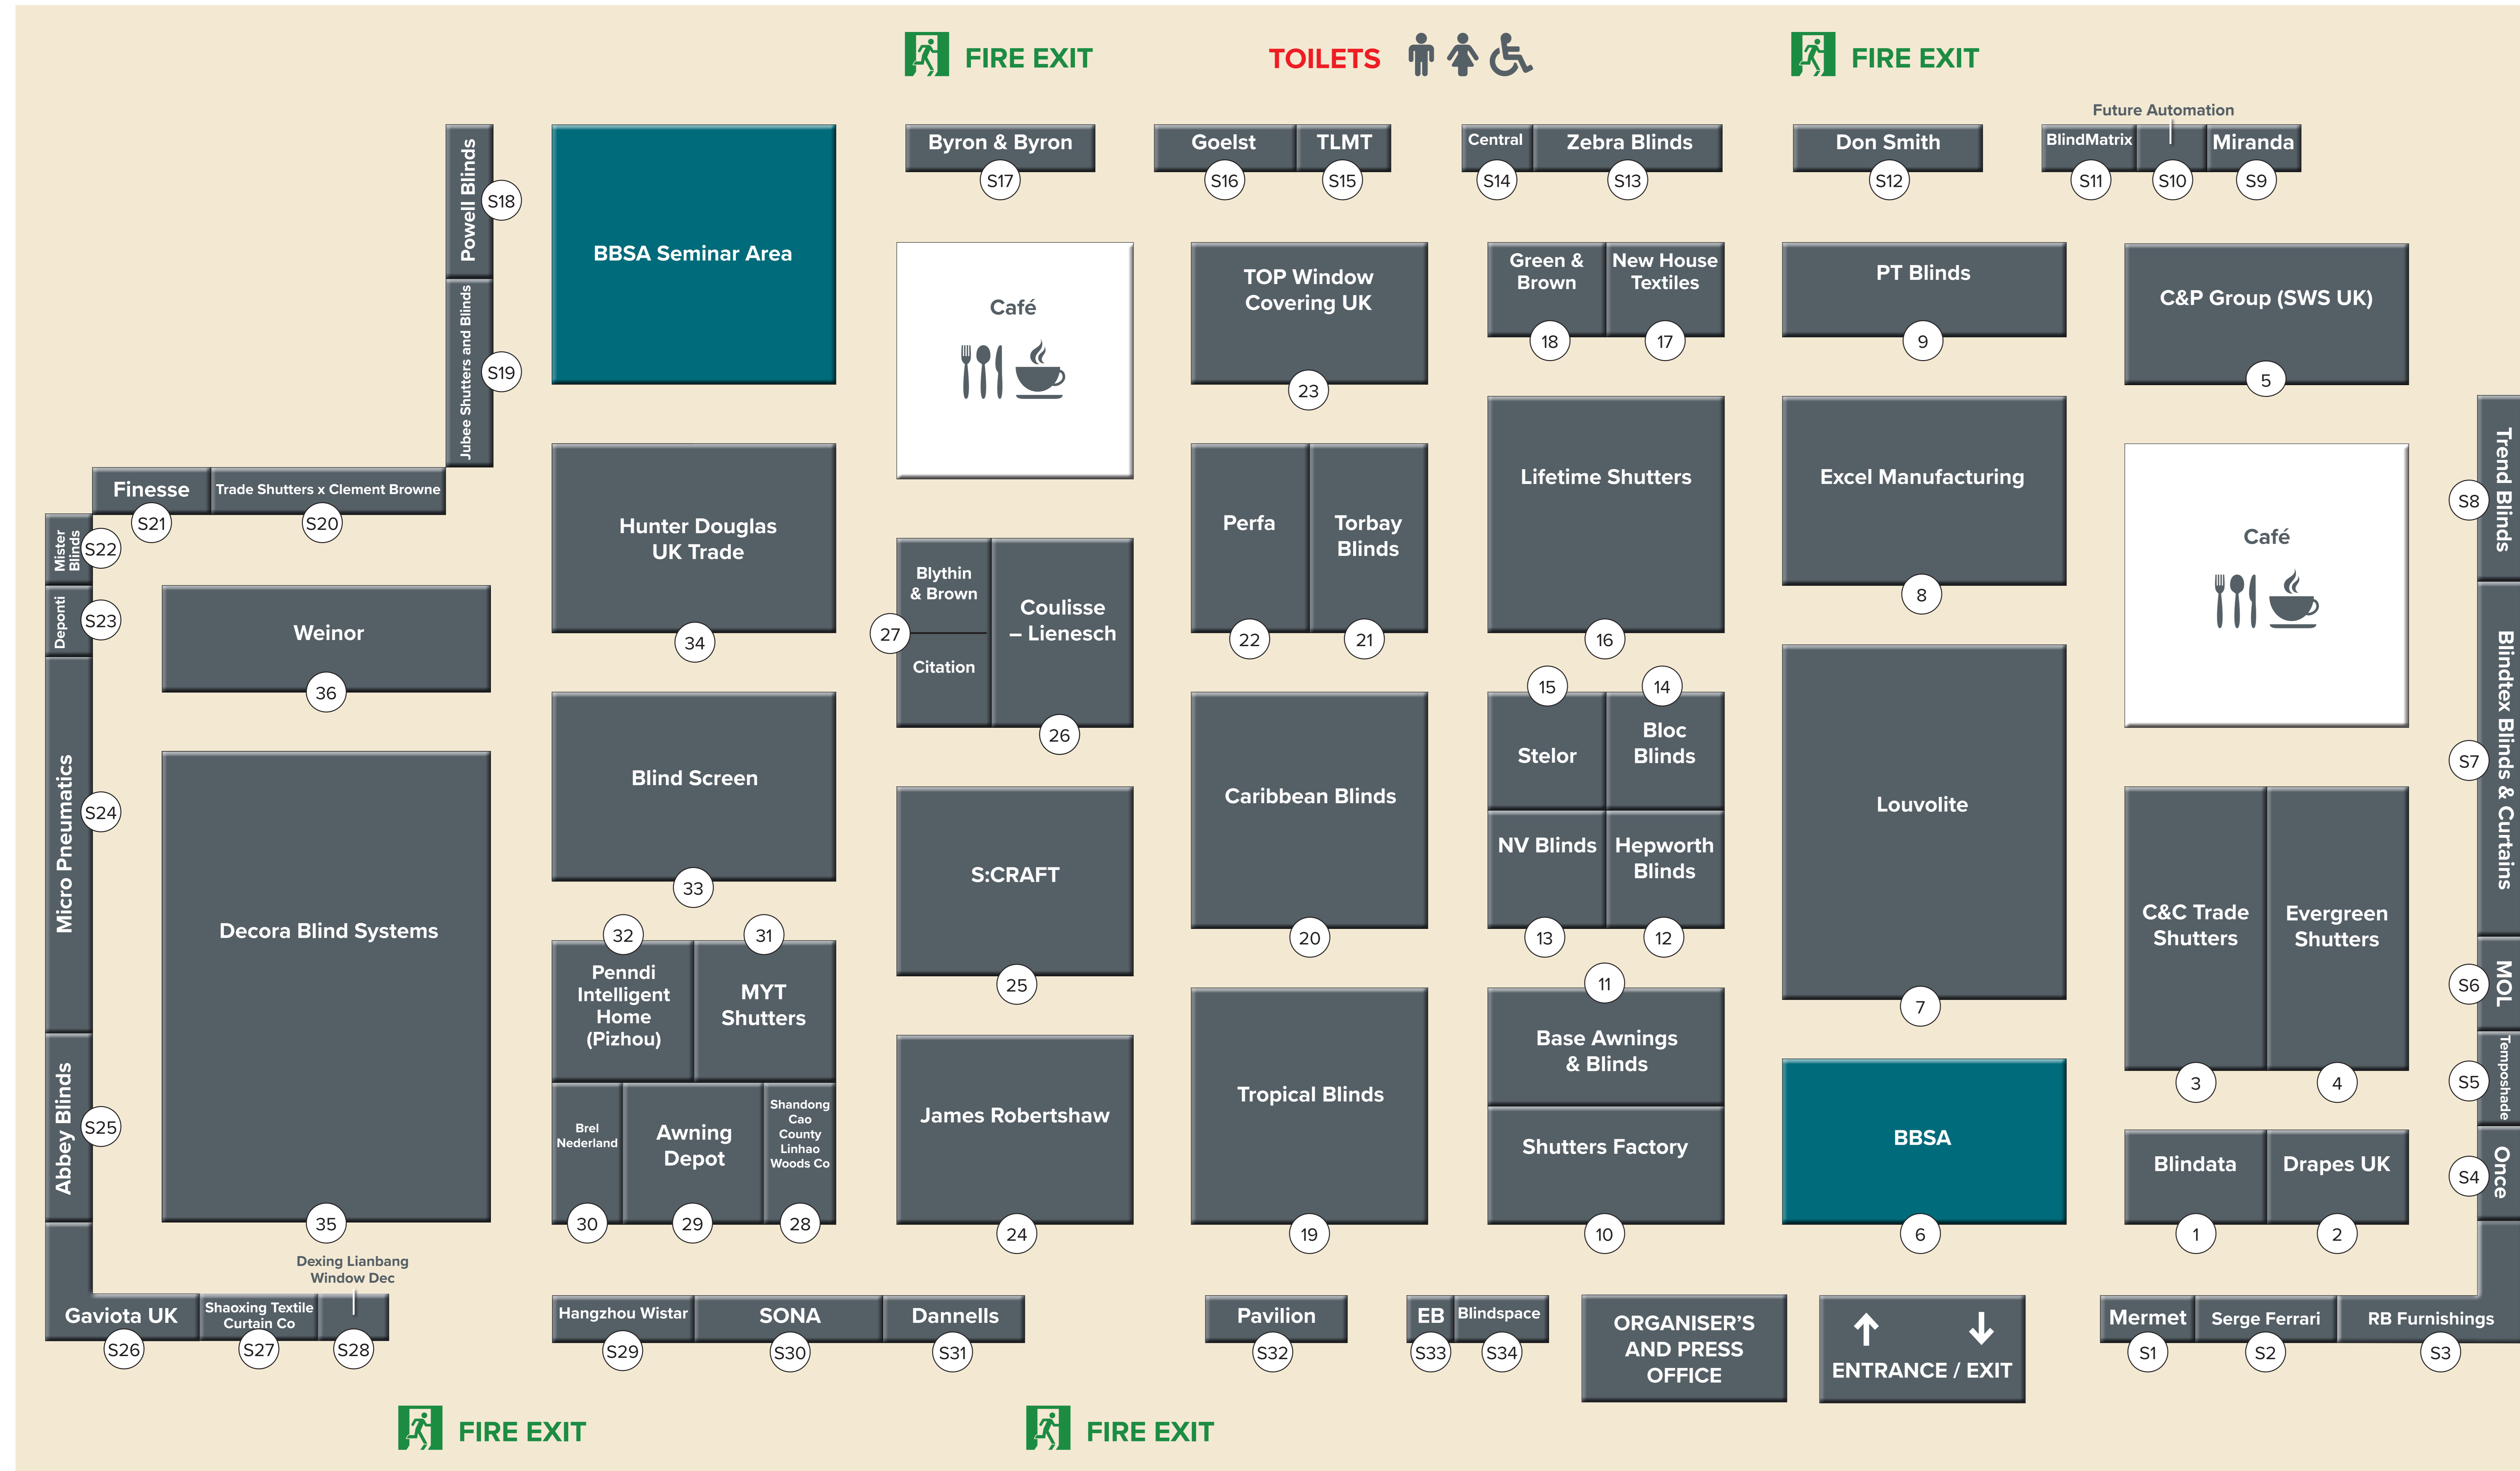 FIRE EXIT
TOILETS
FIRE EXIT
Future Automation
Powell Blinds
S18
BBSA Seminar Area
Byron & Byron
S17
Goelst
S16
TLMT
S15
Central
S14
Zebra Blinds
S13
Don Smith
S12
BlindMatrix
S11
S10
Miranda
S9
Jubee Shutters and Blinds
S19
Café
TOP Window
Covering UK
23
Green &
Brown
18
New House
Textiles
17
PT Blinds
9
C&P Group (SWS UK)
5
Finesse
S21
Trade Shutters x Clement Browne
S20
Mister
Blinds
S22
Deponti
S23
Weinor
36
Hunter Douglas
UK Trade
34
Blythin
& Brown
27
Citation
Coulisse
– Lienesch
26
Perfa
22
Torbay
Blinds
21
Lifetime Shutters
16
Excel Manufacturing
8
Café
Trend Blinds
S8
Micro Pneumatics
S24
Decora Blind Systems
35
Blind Screen
33
S:CRAFT
25
Caribbean Blinds
20
15
Stelor
14
Bloc
Blinds
NV Blinds
13
Hepworth
Blinds
12
Louvolite
7
C&C Trade
Shutters
3
Evergreen
Shutters
4
Blindtex Blinds & Curtains
S7
MOL
S6
Temposhade
S5
Once
S4
Abbey Blinds
S25
32
Penndi
Intelligent
Home
(Pizhou)
31
MYT
Shutters
Brel
Nederland
30
Awning
Depot
29
Shandong
Cao
County
Linhao
Woods Co
28
James Robertshaw
24
Tropical Blinds
19
11
Base Awnings
& Blinds
Shutters Factory
10
BBSA
6
Blindata
1
Drapes UK
2
Dexing Lianbang
Window Dec
Gaviota UK
S26
Shaoxing Textile
Curtain Co
S27
S28
Hangzhou Wistar
S29
SONA
S30
Dannells
S31
Pavilion
S32
EB
S33
Blindspace
S34
ORGANISER'S
AND PRESS
OFFICE
ENTRANCE / EXIT
Mermet
S1
Serge Ferrari
S2
RB Furnishings
S3
FIRE EXIT
FIRE EXIT